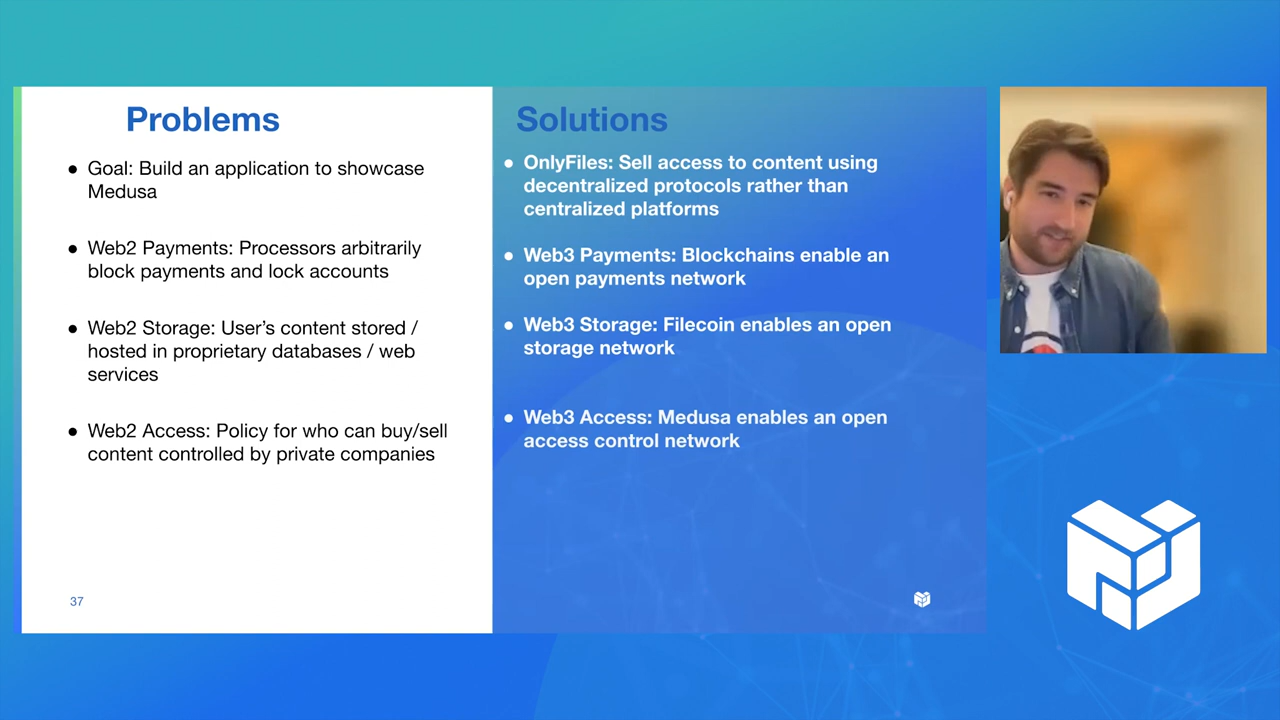 Problems
● Goal: Build an application to showcase
Medusa
● Web2 Payments: Processors arbitrarily
block payments and lock accounts
● Web2 Storage: User's content stored /
hosted in proprietary databases / web
services
● Web2 Access: Policy for who can buy/sell
content controlled by private companies
37
Solutions
● OnlyFiles: Sell access to content using
decentralized protocols rather than
centralized platforms
● Web3 Payments: Blockchains enable an
open payments network
● Web3 Storage: Filecoin enables an open
storage network
● Web3 Access: Medusa enables an open
access control network